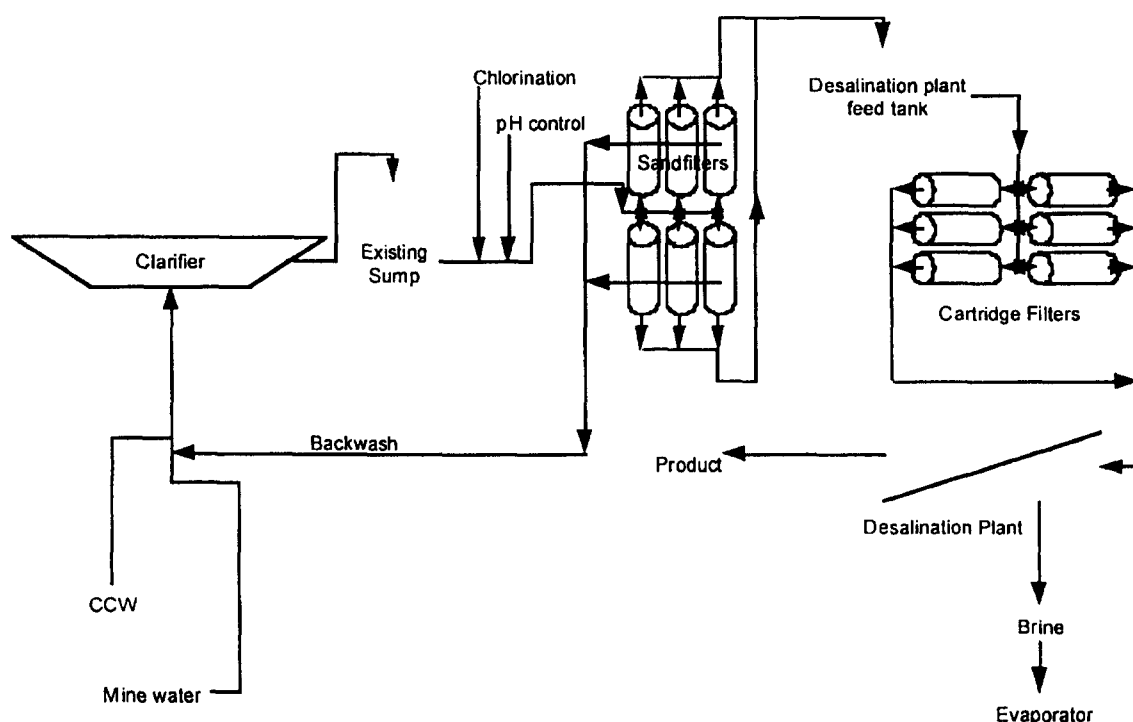 Chlorination
pH control
Desalination plant
feed tank
Sandfilters
Clarifier
Existing
Sump
Cartridge Filters
Backwash
Product
Desalination Plant
CCW
Brine
Mine water
Evaporator